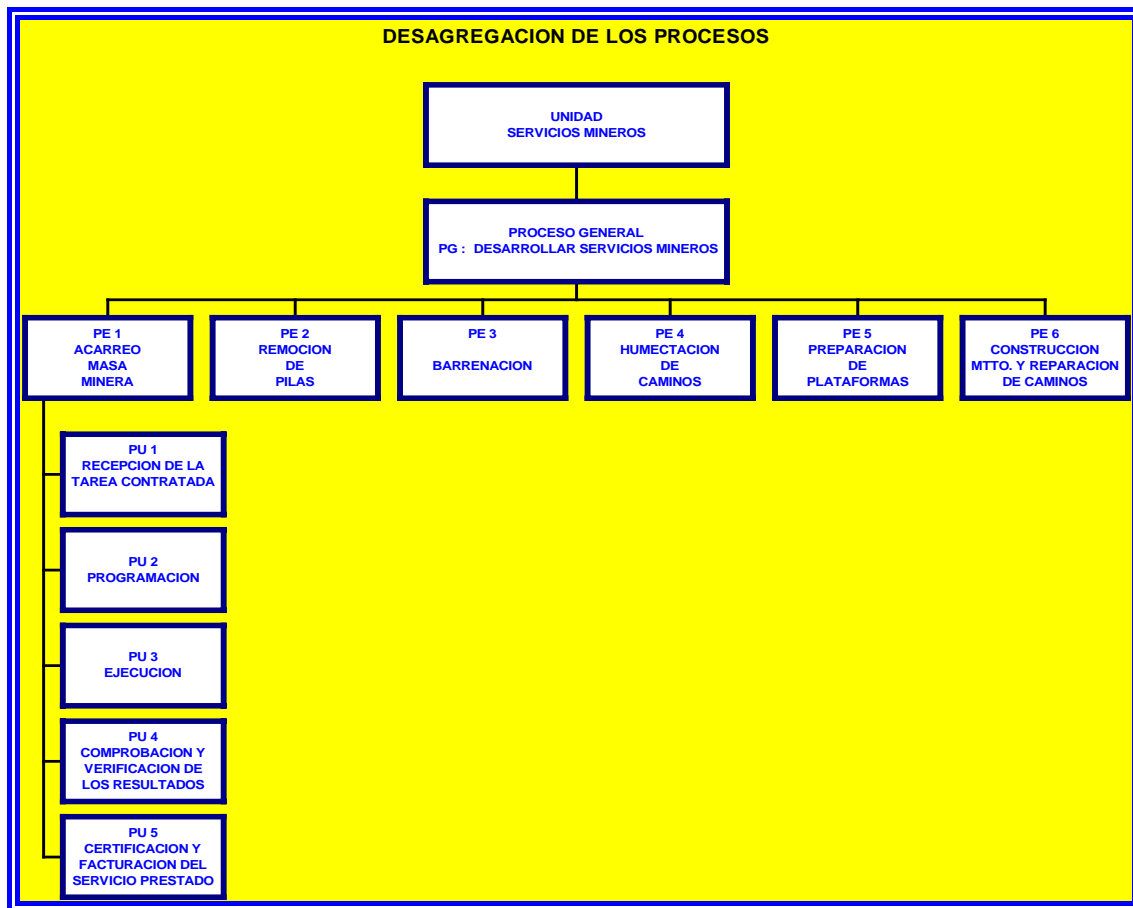 DESAGREGACION DE LOS PROCESOS
UNIDAD
SERVICIOS MINEROS
PROCESO GENERAL
PG : DESARROLLAR SERVICIOS MINEROS
PE 1
ACARREO
MASA
MINERA
PE 2
REMOCION
DE
PILAS
PE 3
BARRENACION
PE 4
HUMECTACION
DE
CAMINOS
PE 5
PREPARACION
DE
PLATAFORMAS
PE 6
CONSTRUCCION
MTTO. Y REPARACION
DE CAMINOS
PU 1
RECEPCION DE LA
TAREA CONTRATADA
PU 2
PROGRAMACION
PU 3
EJECUCION
PU 4
COMPROBACION Y
VERIFICACION DE
LOS RESULTADOS
PU 5
CERTIFICACION Y
FACTURACION DEL
SERVICIO PRESTADO